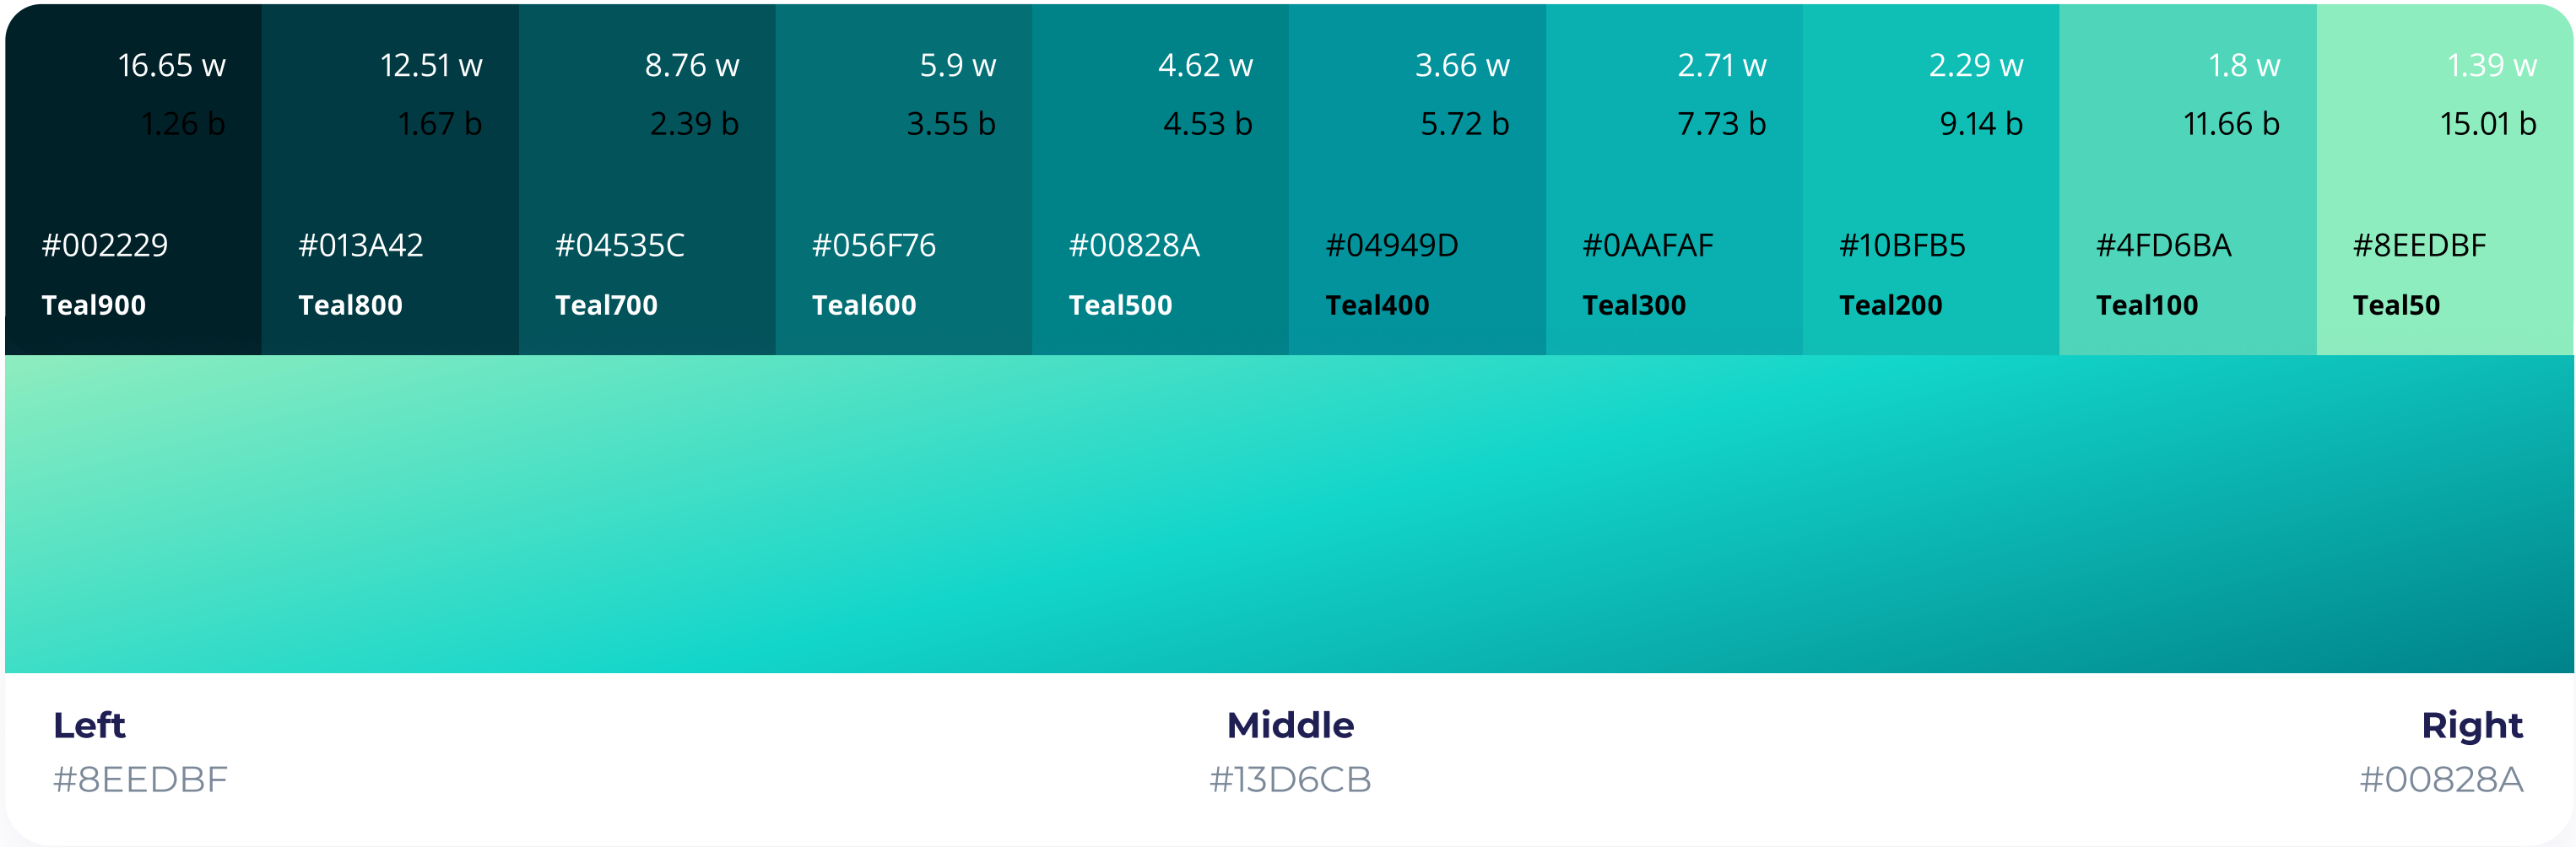 16.65 w
1.26 b
#002229
Teal900
12.51 w
1.67 b
#013A42
Teal800
8.76 w
2.39 b
#04535C
Teal700
5.9 w
3.55 b
#056F76
Teal600
4.62 w
4.53 b
#00828A
Teal500
3.66 w
5.72 b
#04949D
Teal400
2.71 w
7.73 b
#0AAFAF
Teal300
2.29 w
9.14 b
#10BFB5
Teal200
1.8 w
11.66 b
#4FD6BA
Teal100
1.39 w
15.01 b
#8EEDBF
Teal50
Left
#8EEDBF
Middle
#13D6CB
Right
#00828A